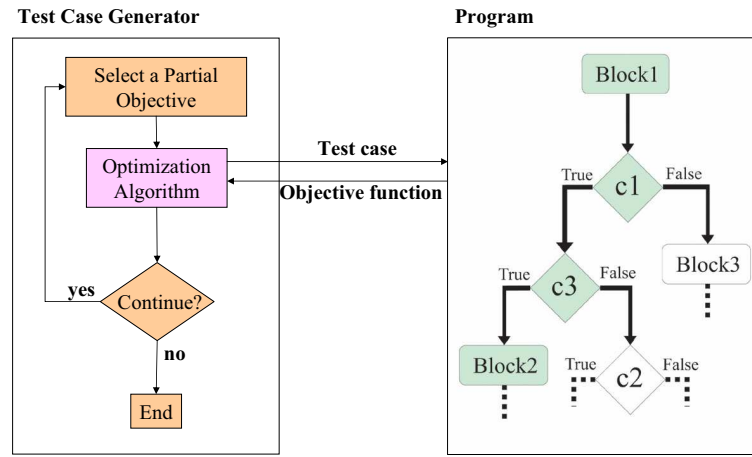 Test Case Generator
Select a Partial
Objective
Optimization
Algorithm
yes
Continue?
no
End
Test case
Objective function
Program
Block1
True
False
c1
Block3
True
False
c3
Block2
True
False
c2